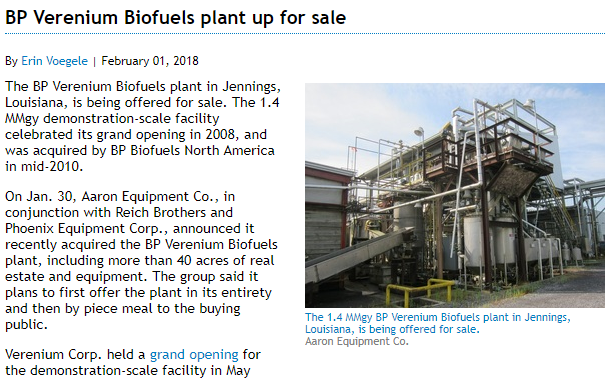 BP Verenium Biofuels plant up for sale
By Erin Voegele | February 01, 2018
The BP Verenium Biofuels plant in Jennings,
Louisiana, is being offered for sale. The 1.4
MMgy demonstration-scale facility
celebrated its grand opening in 2008, and
was acquired by BP Biofuels North America
in mid-2010.
On Jan. 30, Aaron Equipment Co., in
conjunction with Reich Brothers and
Phoenix Equipment Corp., announced it
recently acquired the BP Verenium Biofuels
plant, including more than 40 acres of real
estate and equipment. The group said it
plans to first offer the plant in its entirety
and then by piece meal to the buying
public.
Verenium Corp. held a grand opening for
the demonstration-scale facility in May
The 1.4 MMgy BP Verenium Biofuels plant in Jennings,
Louisiana, is being offered for sale.
Aaron Equipment Co.